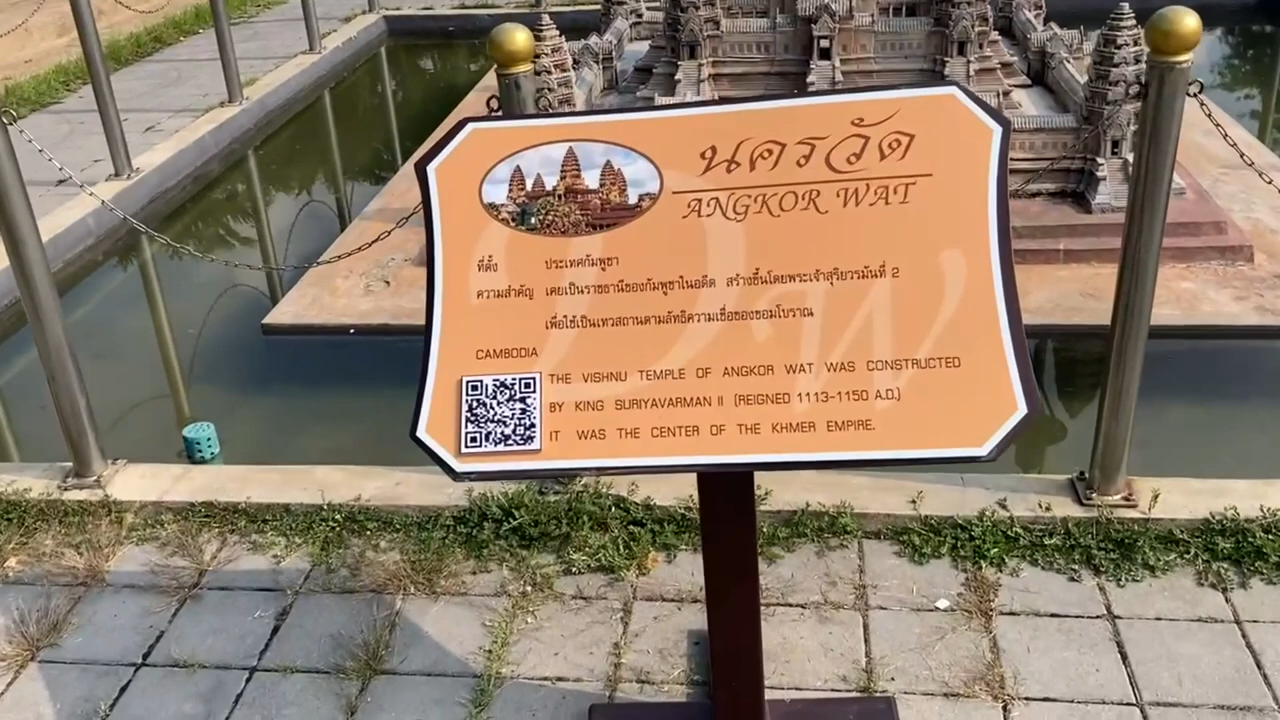 นครวัด
ANGKOR WAT
ที่ตั้ง ประเทศกัมพูชา
ความสำคัญ เคยเป็นราชธานีของกัมพูชาในอดีต สร้างขึ้นโดยพระเจ้าสุริยวรมันที่ 2
เพื่อใช้เป็นเทวสถานตามลัทธิความเชื่อของขอมโบราณ
CAMBODIA
THE VISHNU TEMPLE OF ANGKOR WAT WAS CONSTRUCTED
BY KING SURIYAVARMAN II (REIGNED 1113-1150 A.D.)
IT WAS THE CENTER OF THE KHMER EMPIRE.